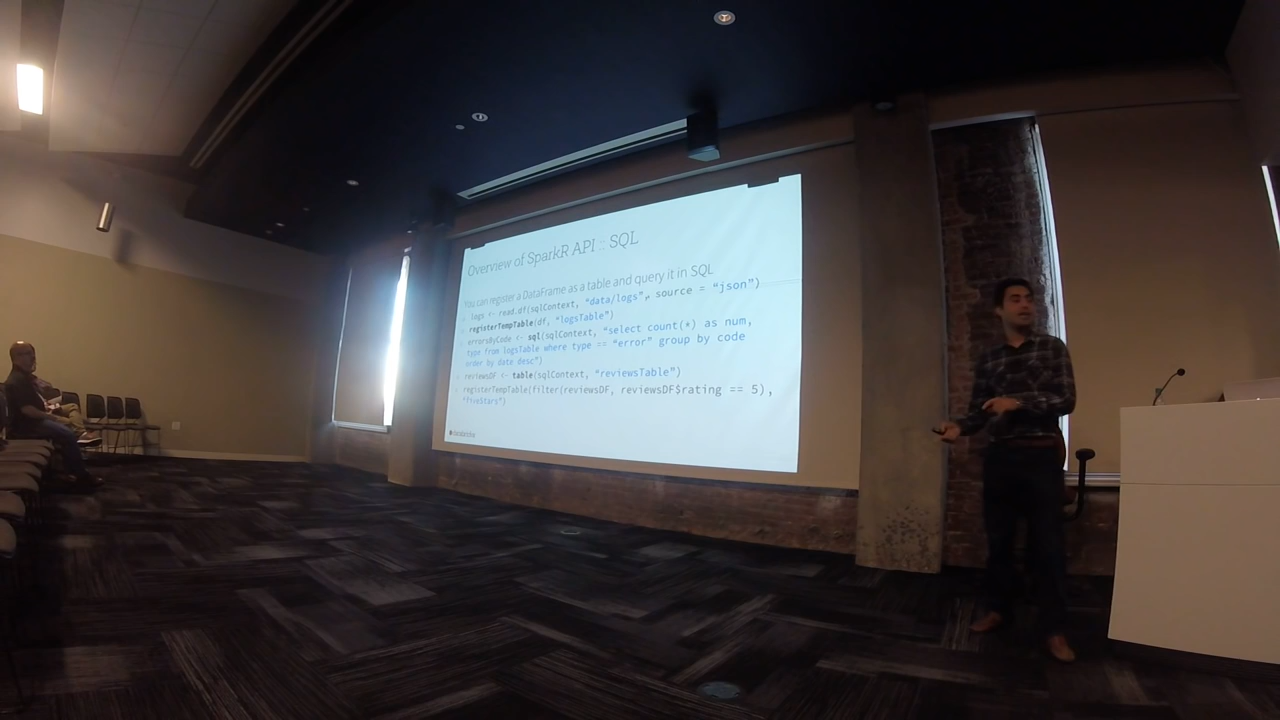 Overview of SparkR API :: SQL
You can register a DataFrame as a table and query it in SQL
logs <- read.df(sqlContext, "data/logs", source = "json")
registerTempTable(df, "logsTable")
errorsByCode <- sql(sqlContext, "select count(*) as num,
type from logsTable where type == "error" group by code
order by date desc")
reviewsDF <- table(sqlContext, "reviewsTable")
registerTempTable(filter(reviewsDF, reviewsDF$rating == 5),
"fiveStars")
databricks